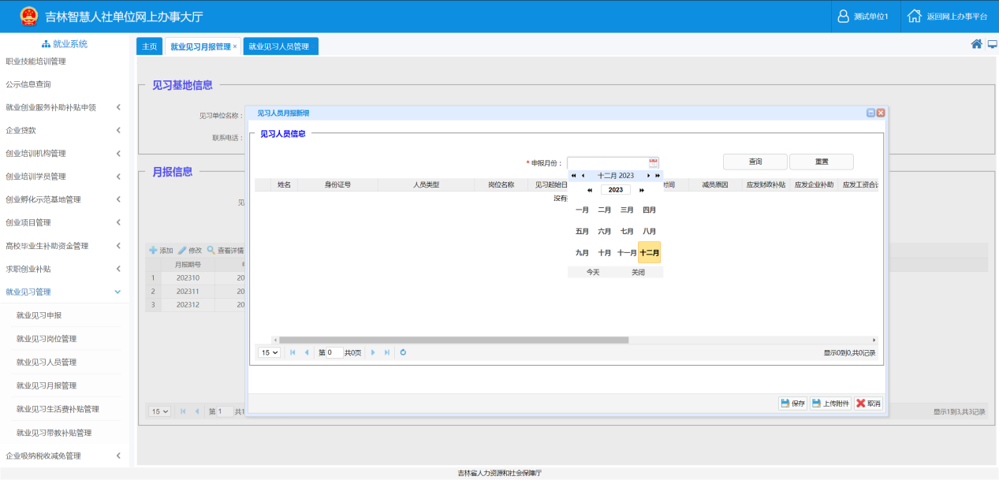 吉林智慧人社单位网上办事大厅
测试单位1
返回网上办事平台
就业系统
职业技能培训管理
公示信息查询
就业创业服务补助补贴申领
企业贷款
创业培训机构管理
创业培训学员管理
创业孵化示范基地管理
创业项目管理
高校毕业生补助资金管理
求职创业补贴
就业见习管理
就业见习申报
就业见习岗位管理
就业见习人员管理
就业见习月报管理
就业见习生活费补贴管理
就业见习带教补贴管理
企业吸纳税收减免管理
主页 就业见习月报管理 × 就业见习人员管理
见习基地信息
见习单位名称：
联系电话：
月报信息
见
添加 修改 查看详情
月报期号
1 202310 20
2 202311 20
3 202312 20
15 第 1 共1
显示1到3,共3记录
见习人员月报新增
见习人员信息
* 申报月份：
查询 重置
姓名 身份证号 人员类型 岗位名称 见习起始日 时间 减员原因 应发财政补贴 应发企业补助 应发工资合计
没有
十二月 2023
2023
一月 二月 三月 四月
五月 六月 七月 八月
九月 十月 十一月 十二月
今天 关闭
15 第 0 共0页
显示0到0,共0记录
保存 上传附件 取消
吉林省人力资源和社会保障厅